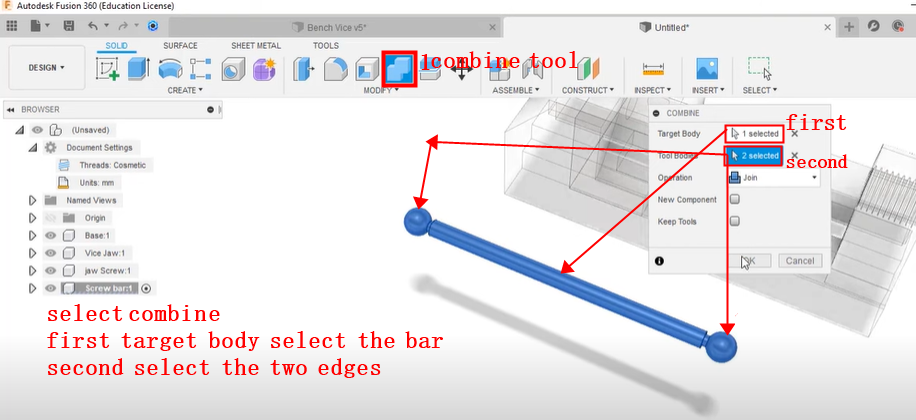 Autodesk Fusion 360 (Education License)
Bench Vice v5*
Untitled*
SOLID
SURFACE
SHEET METAL
TOOLS
DESIGN
1combine tool
CREATE
MODIFY
ASSEMBLE
CONSTRUCT
INSPECT
INSERT
SELECT
BROWSER
(Unsaved)
Document Settings
Threads: Cosmetic
Units: mm
Named Views
Origin
Base:1
Vice Jaw:1
jaw Screw:1
Screw bar:1
COMBINE
Target Body 1 selected
first
Tool Bodies 2 selected
second
Operation Join
New Component
Keep Tools
OK Cancel
select combine
first target body select the bar
second select the two edges